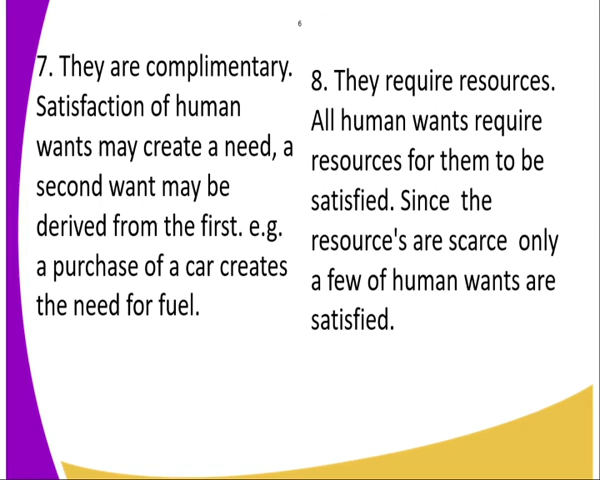 6
7. They are complimentary.
Satisfaction of human
wants may create a need, a
second want may be
derived from the first. e.g.
a purchase of a car creates
the need for fuel.
8. They require resources.
All human wants require
resources for them to be
satisfied. Since  the
resource's are scarce  only
a few of human wants are
satisfied.